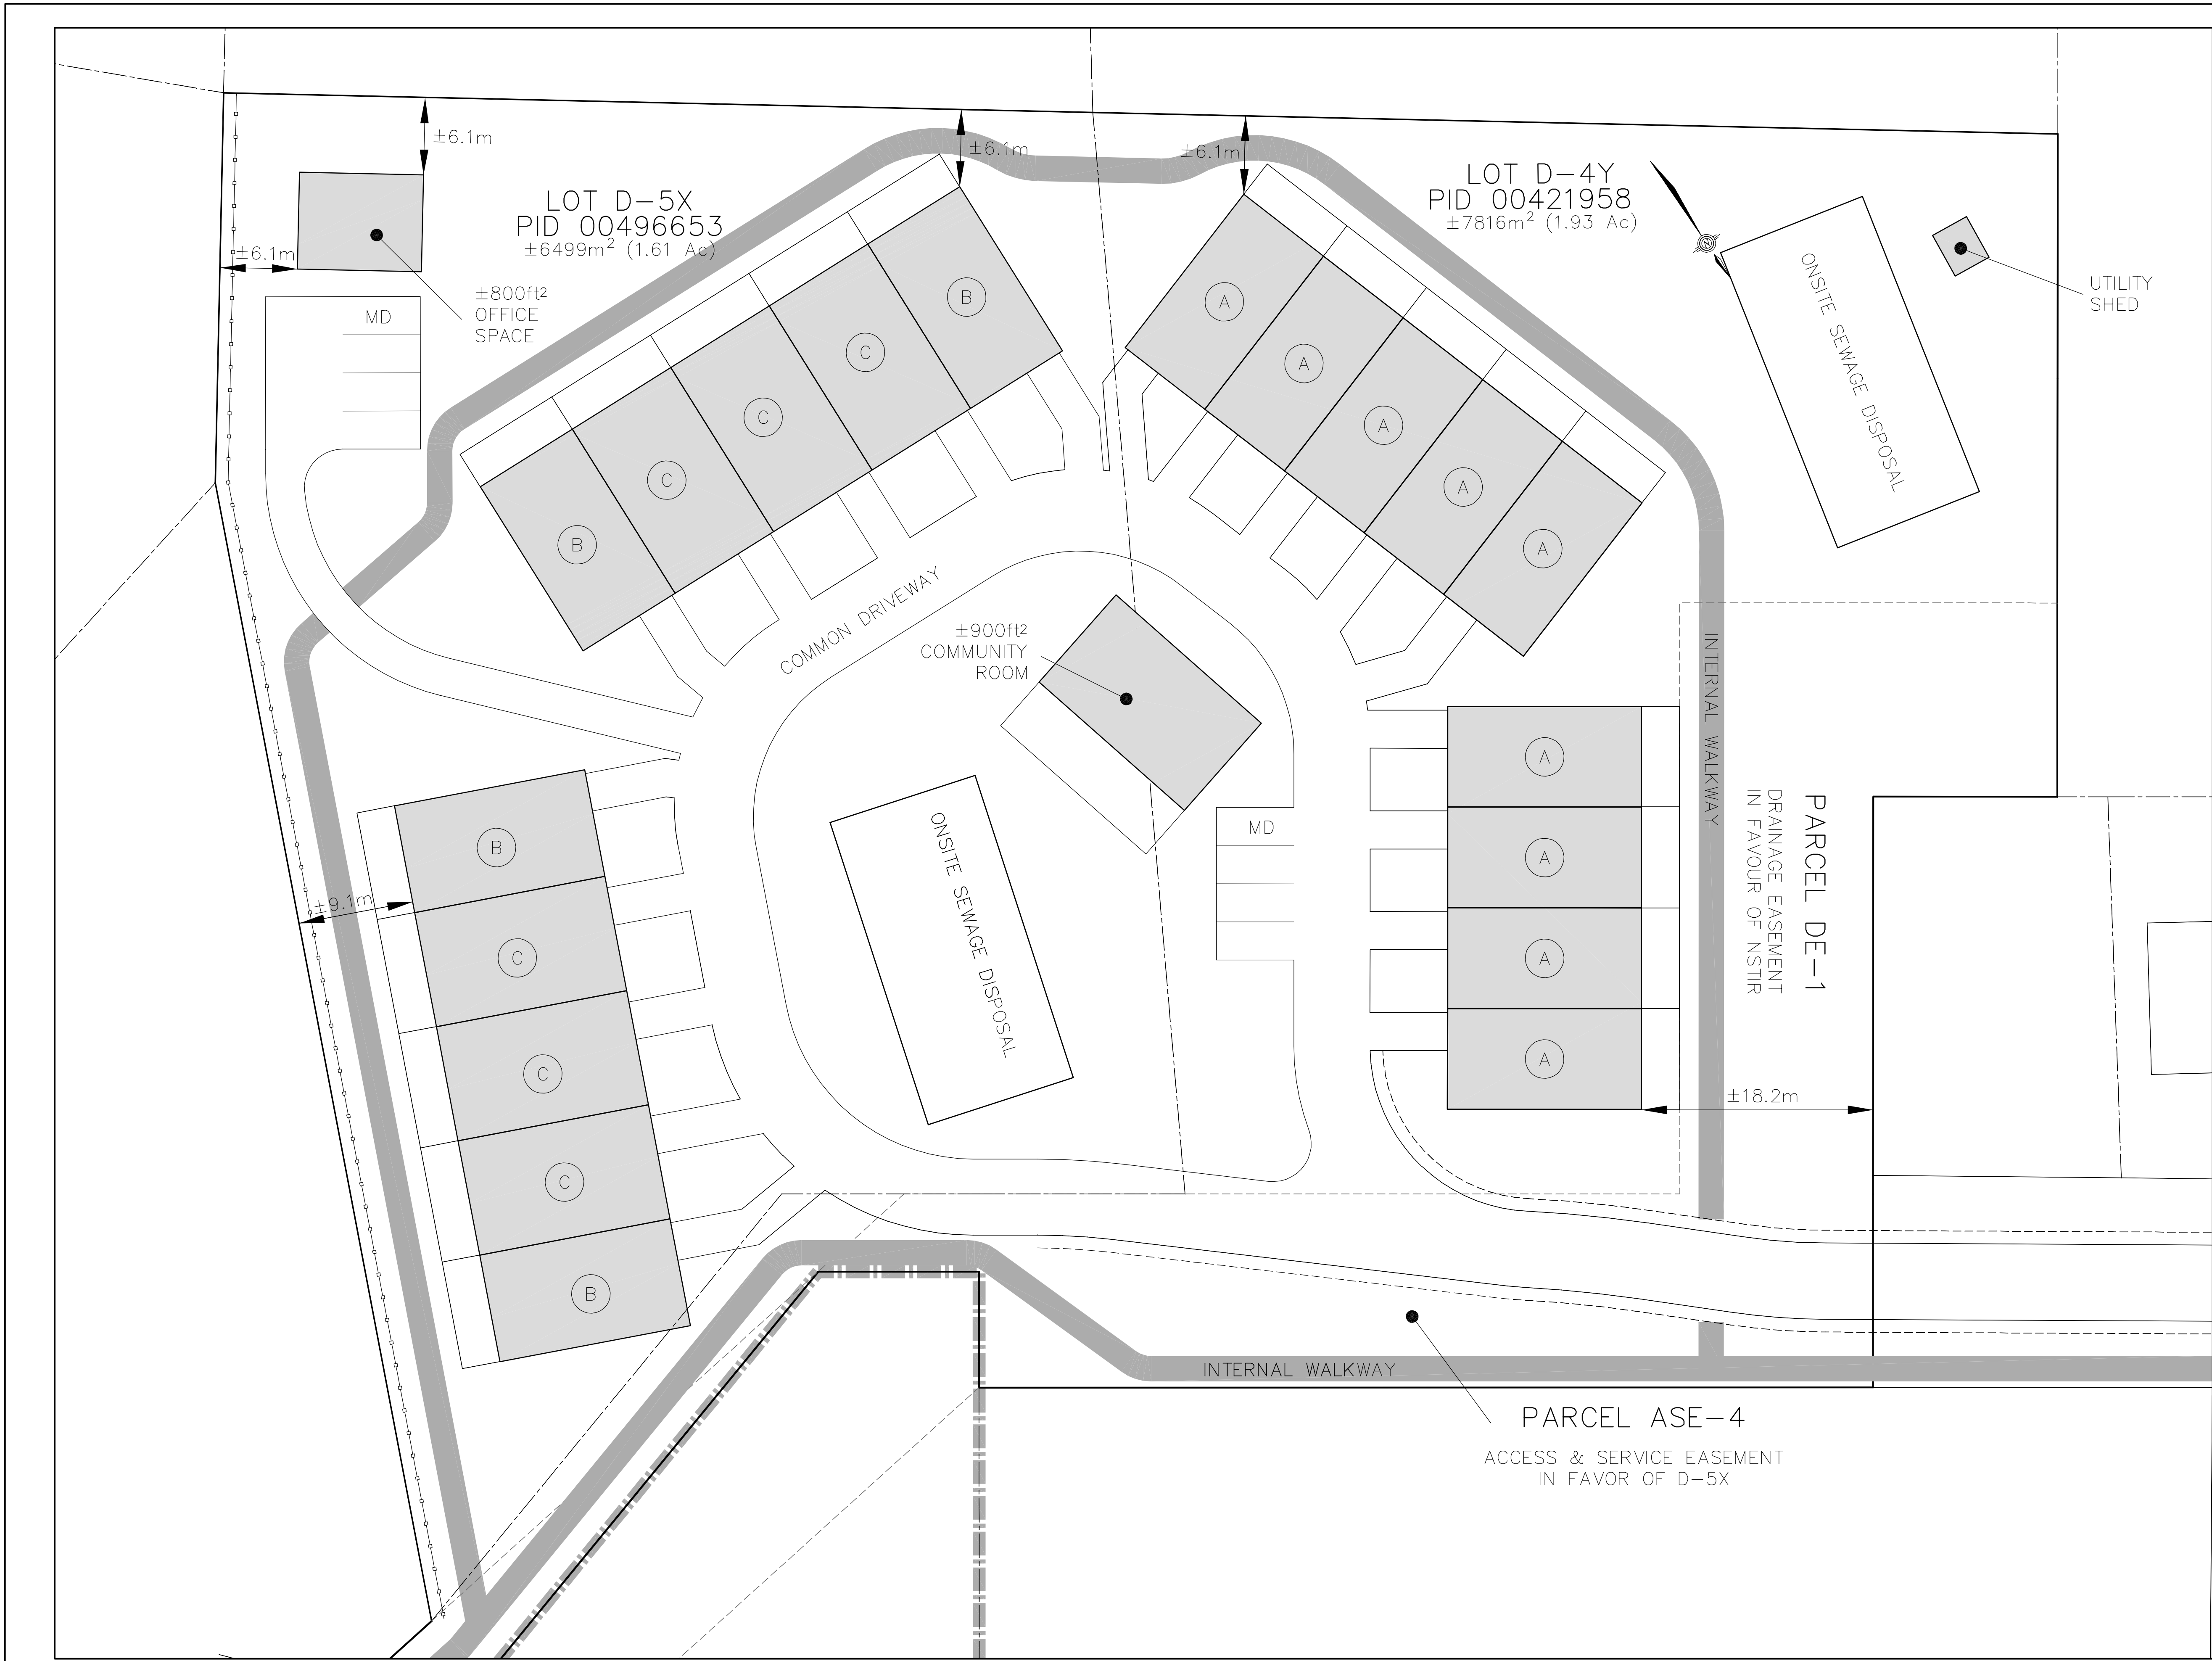 ±6.1m
±6.1m
±6.1m
LOT D-5X
PID 00496653
±6499m² (1.61 Ac)
LOT D-4Y
PID 00421958
±7816m² (1.93 Ac)
N
±6.1m
±800ft²
OFFICE
SPACE
MD
UTILITY
SHED
ONSITE SEWAGE DISPOSAL
B
C
C
C
B
A
A
A
A
A
COMMON DRIVEWAY
±900ft²
COMMUNITY
ROOM
INTERNAL WALKWAY
A
A
A
A
MD
ONSITE SEWAGE DISPOSAL
PARCEL DE-1
DRAINAGE EASEMENT
IN FAVOUR OF NSTIR
B
C
C
C
B
±9.1m
±18.2m
INTERNAL WALKWAY
PARCEL ASE-4
ACCESS & SERVICE EASEMENT
IN FAVOR OF D-5X